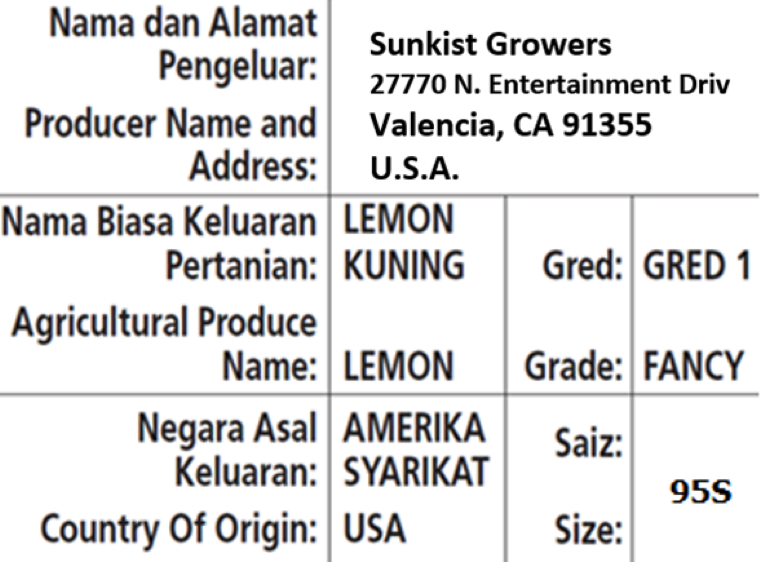 Nama dan Alamat
Pengeluar:
Producer Name and
Address:
Sunkist Growers
27770 N. Entertainment Driv
Valencia, CA 91355
U.S.A.
Nama Biasa Keluaran
Pertanian:
Agricultural Produce
Name:
LEMON
KUNING
LEMON
Gred:
Grade:
GRED 1
FANCY
Negara Asal
Keluaran:
Country Of Origin:
AMERIKA
SYARIKAT
USA
Saiz:
Size:
95S